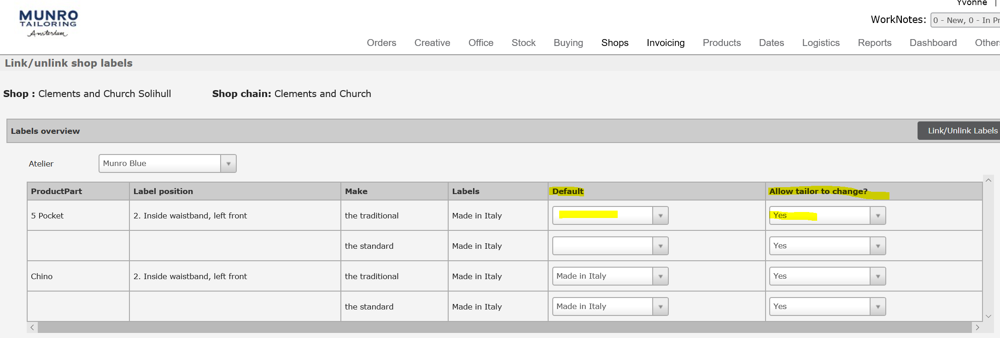 Yvonne |
MUNRO
TAILORING
Amsterdam
WorkNotes: 0 - New, 0 - In Pr
Orders Creative Office Stock Buying Shops Invoicing Products Dates Logistics Reports Dashboard Others
Link/unlink shop labels
Shop : Clements and Church Solihull Shop chain: Clements and Church
Labels overview Link/Unlink Labels
Atelier Munro Blue
ProductPart Label position Make Labels Default Allow tailor to change?
5 Pocket 2. Inside waistband, left front the traditional Made in Italy Yes
the standard Made in Italy Yes
Chino 2. Inside waistband, left front the traditional Made in Italy Made in Italy Yes
the standard Made in Italy Made in Italy Yes